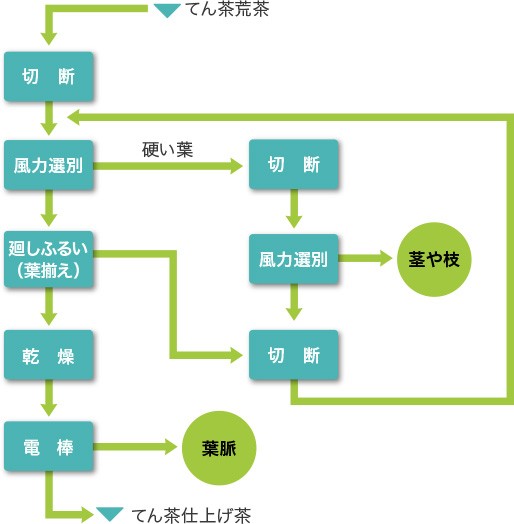 てん茶荒茶
切　断
風力選別
硬い葉
切　断
廻しふるい
（葉揃え）
風力選別
茎や枝
乾　燥
切　断
電　棒
葉脈
てん茶仕上げ茶